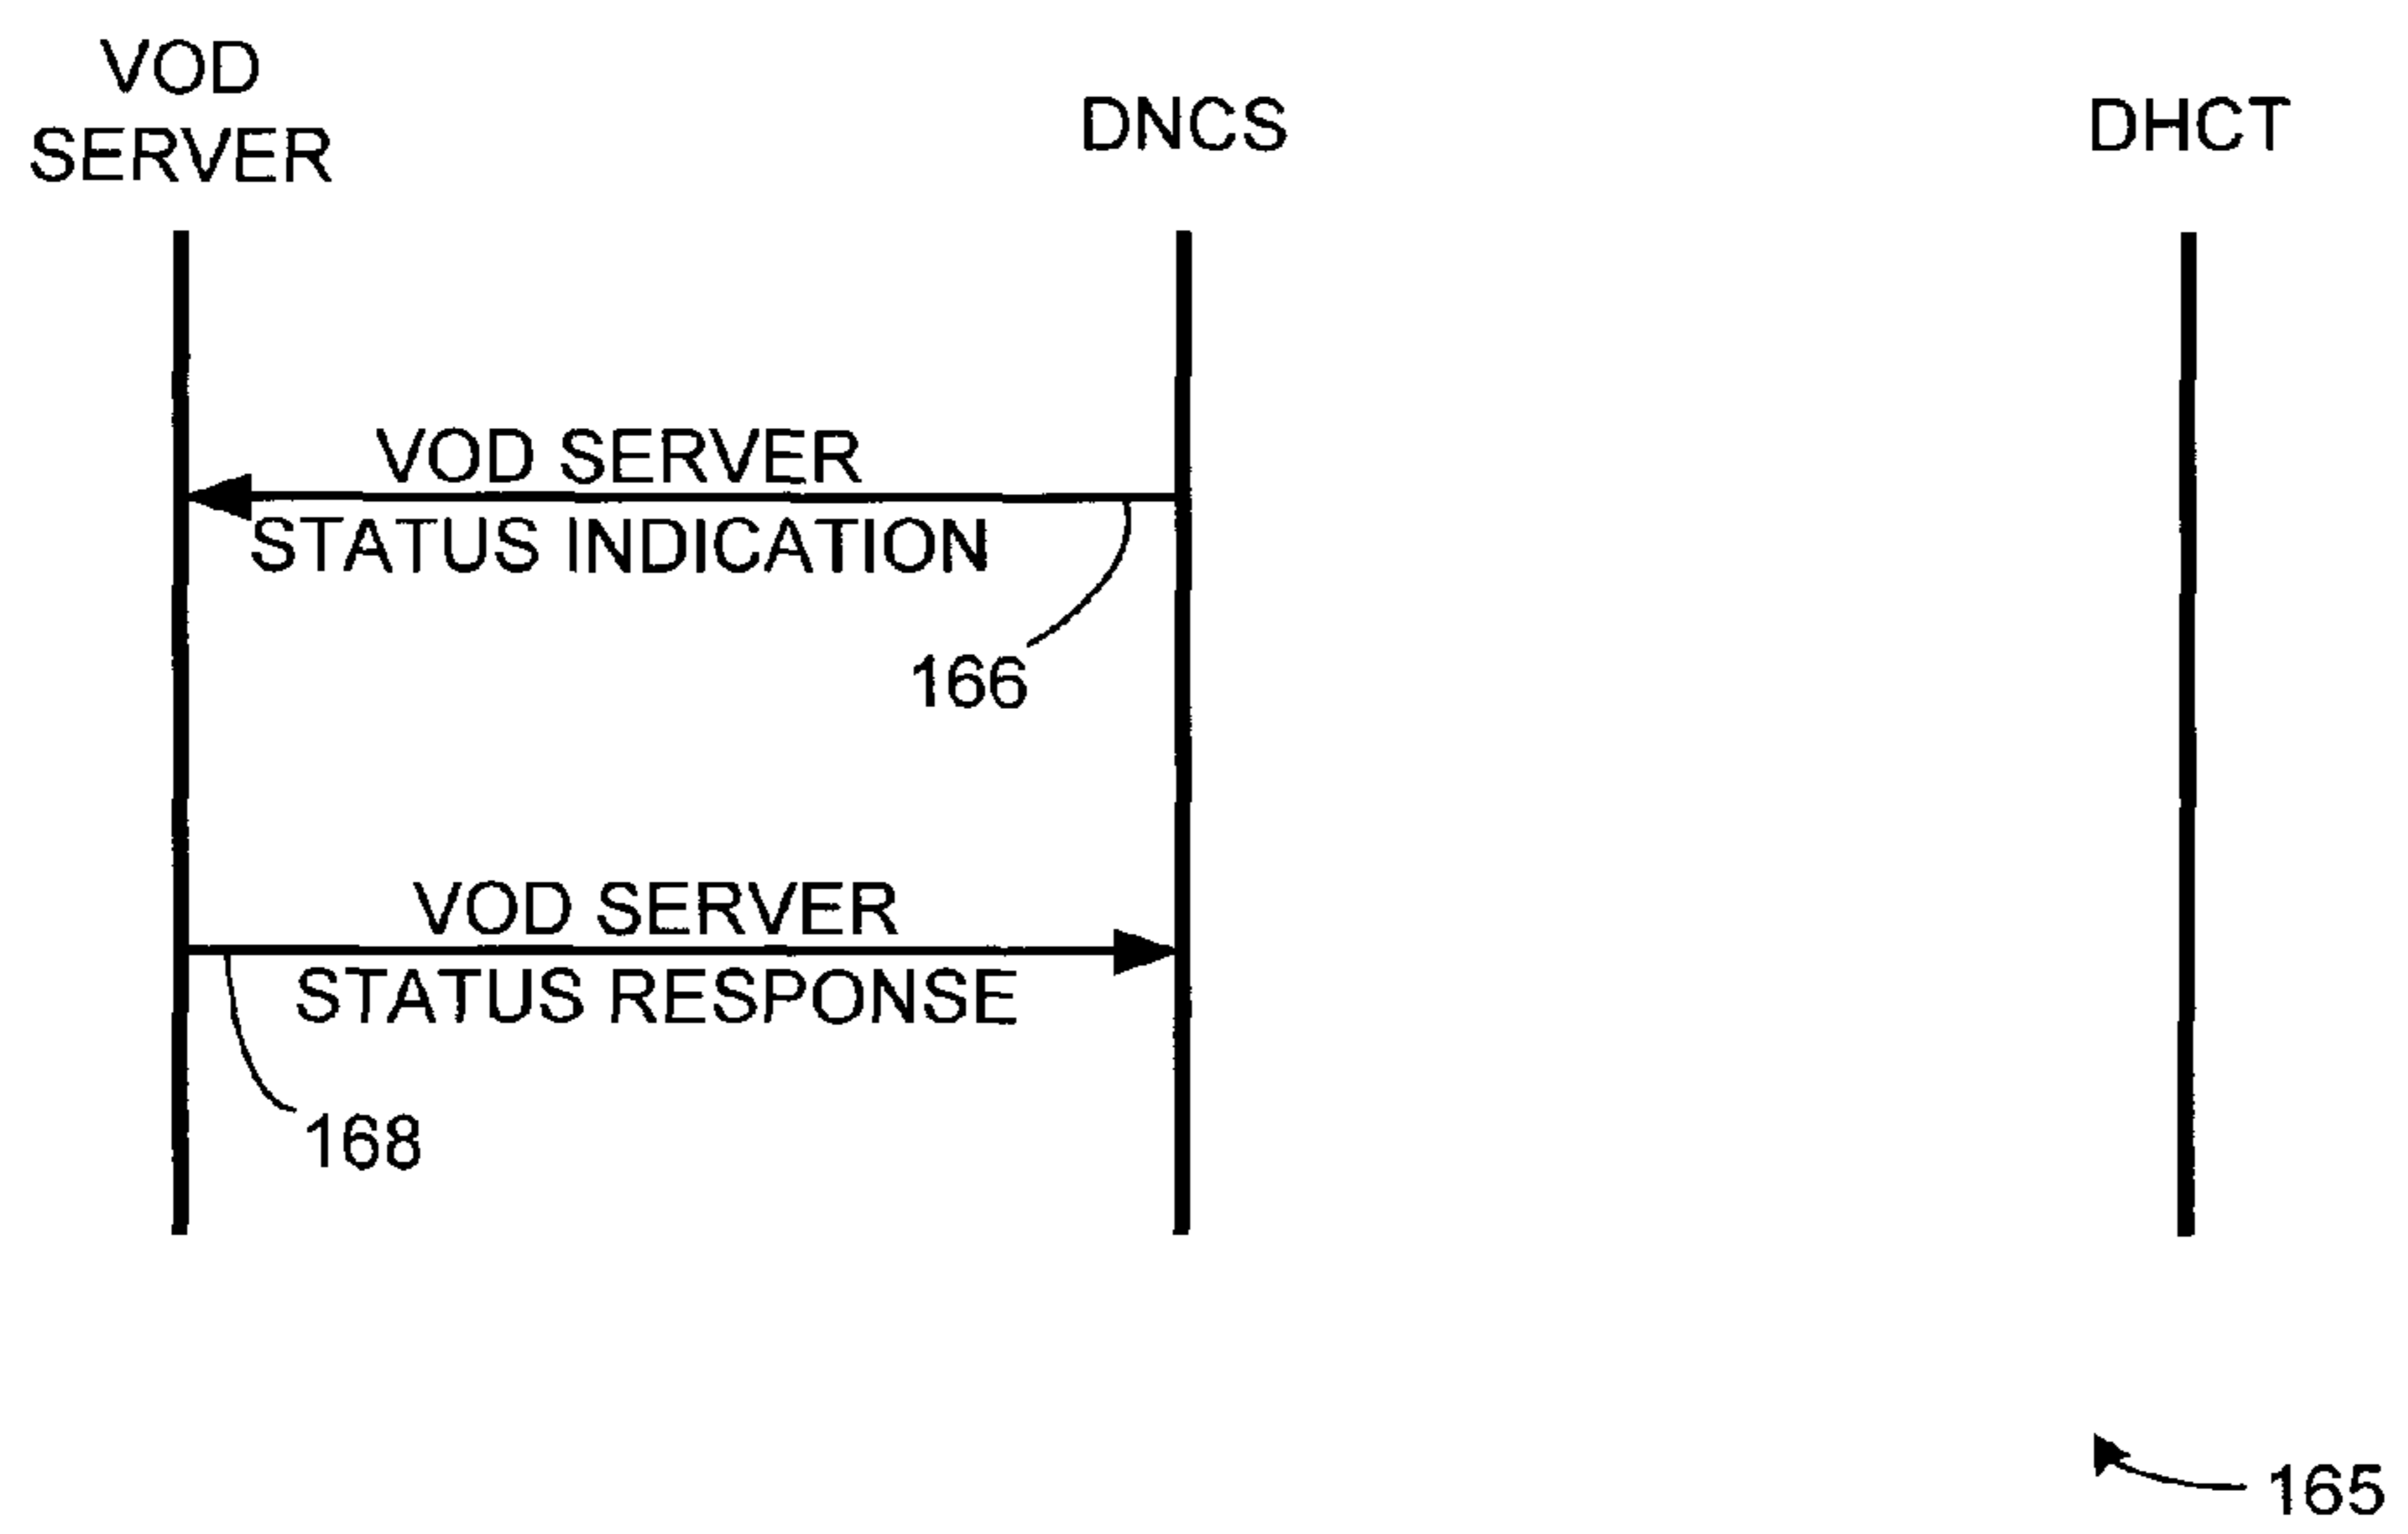 VOD
SERVER
DNCS
DHCT
VOD SERVER
STATUS INDICATION
166
VOD SERVER
STATUS RESPONSE
168
165